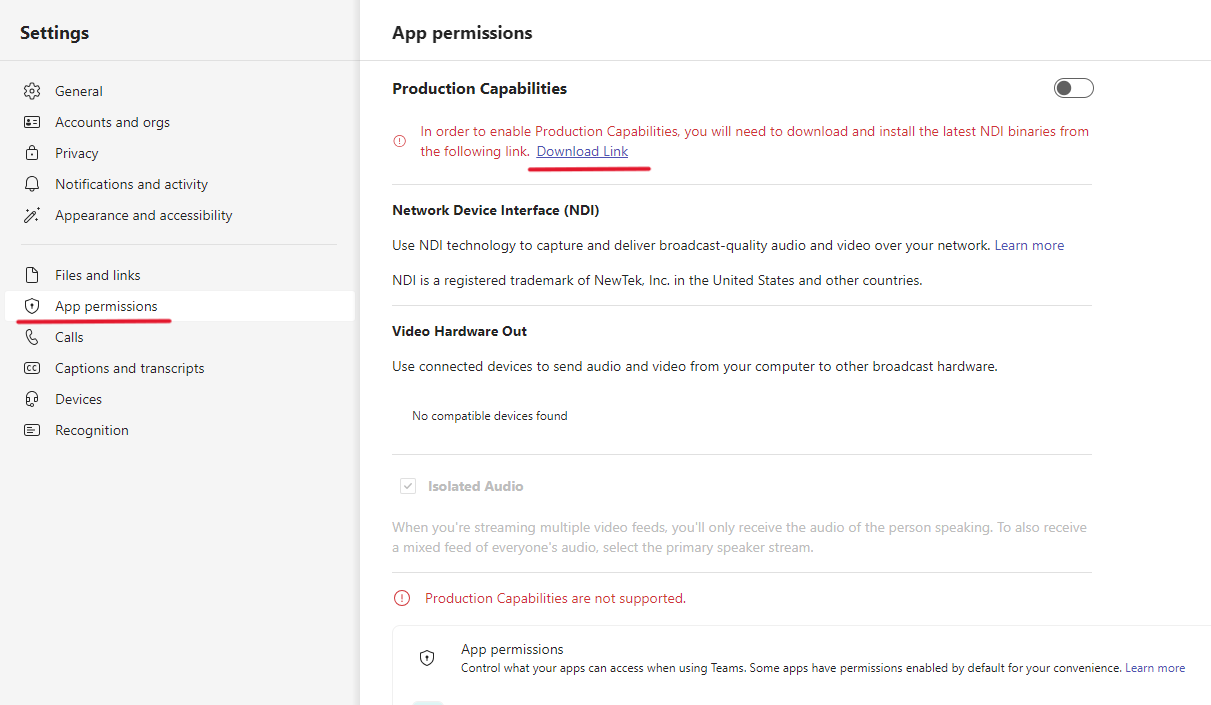 Settings
General
Accounts and orgs
Privacy
Notifications and activity
Appearance and accessibility
Files and links
App permissions
Calls
CC Captions and transcripts
Devices
Recognition
App permissions
Production Capabilities
In order to enable Production Capabilities, you will need to download and install the latest NDI binaries from
the following link. Download Link
Network Device Interface (NDI)
Use NDI technology to capture and deliver broadcast-quality audio and video over your network. Learn more
NDI is a registered trademark of NewTek, Inc. in the United States and other countries.
Video Hardware Out
Use connected devices to send audio and video from your computer to other broadcast hardware.
No compatible devices found
Isolated Audio
When you're streaming multiple video feeds, you'll only receive the audio of the person speaking. To also receive
a mixed feed of everyone's audio, select the primary speaker stream.
Production Capabilities are not supported.
App permissions
Control what your apps can access when using Teams. Some apps have permissions enabled by default for your convenience. Learn more